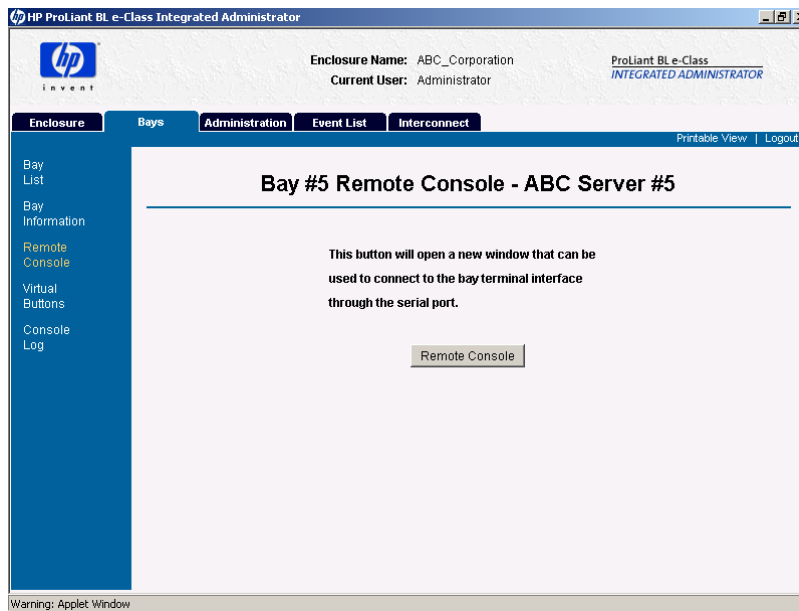 HP ProLiant BL e-Class Integrated Administrator
hp
invent
Enclosure Name: ABC_Corporation
Current User: Administrator
ProLiant BL e-Class
INTEGRATED ADMINISTRATOR
Enclosure Bays Administration Event List Interconnect
Printable View | Logout
Bay
List
Bay
Information
Remote
Console
Virtual
Buttons
Console
Log
Bay #5 Remote Console - ABC Server #5
This button will open a new window that can be
used to connect to the bay terminal interface
through the serial port.
Remote Console
Warning: Applet Window